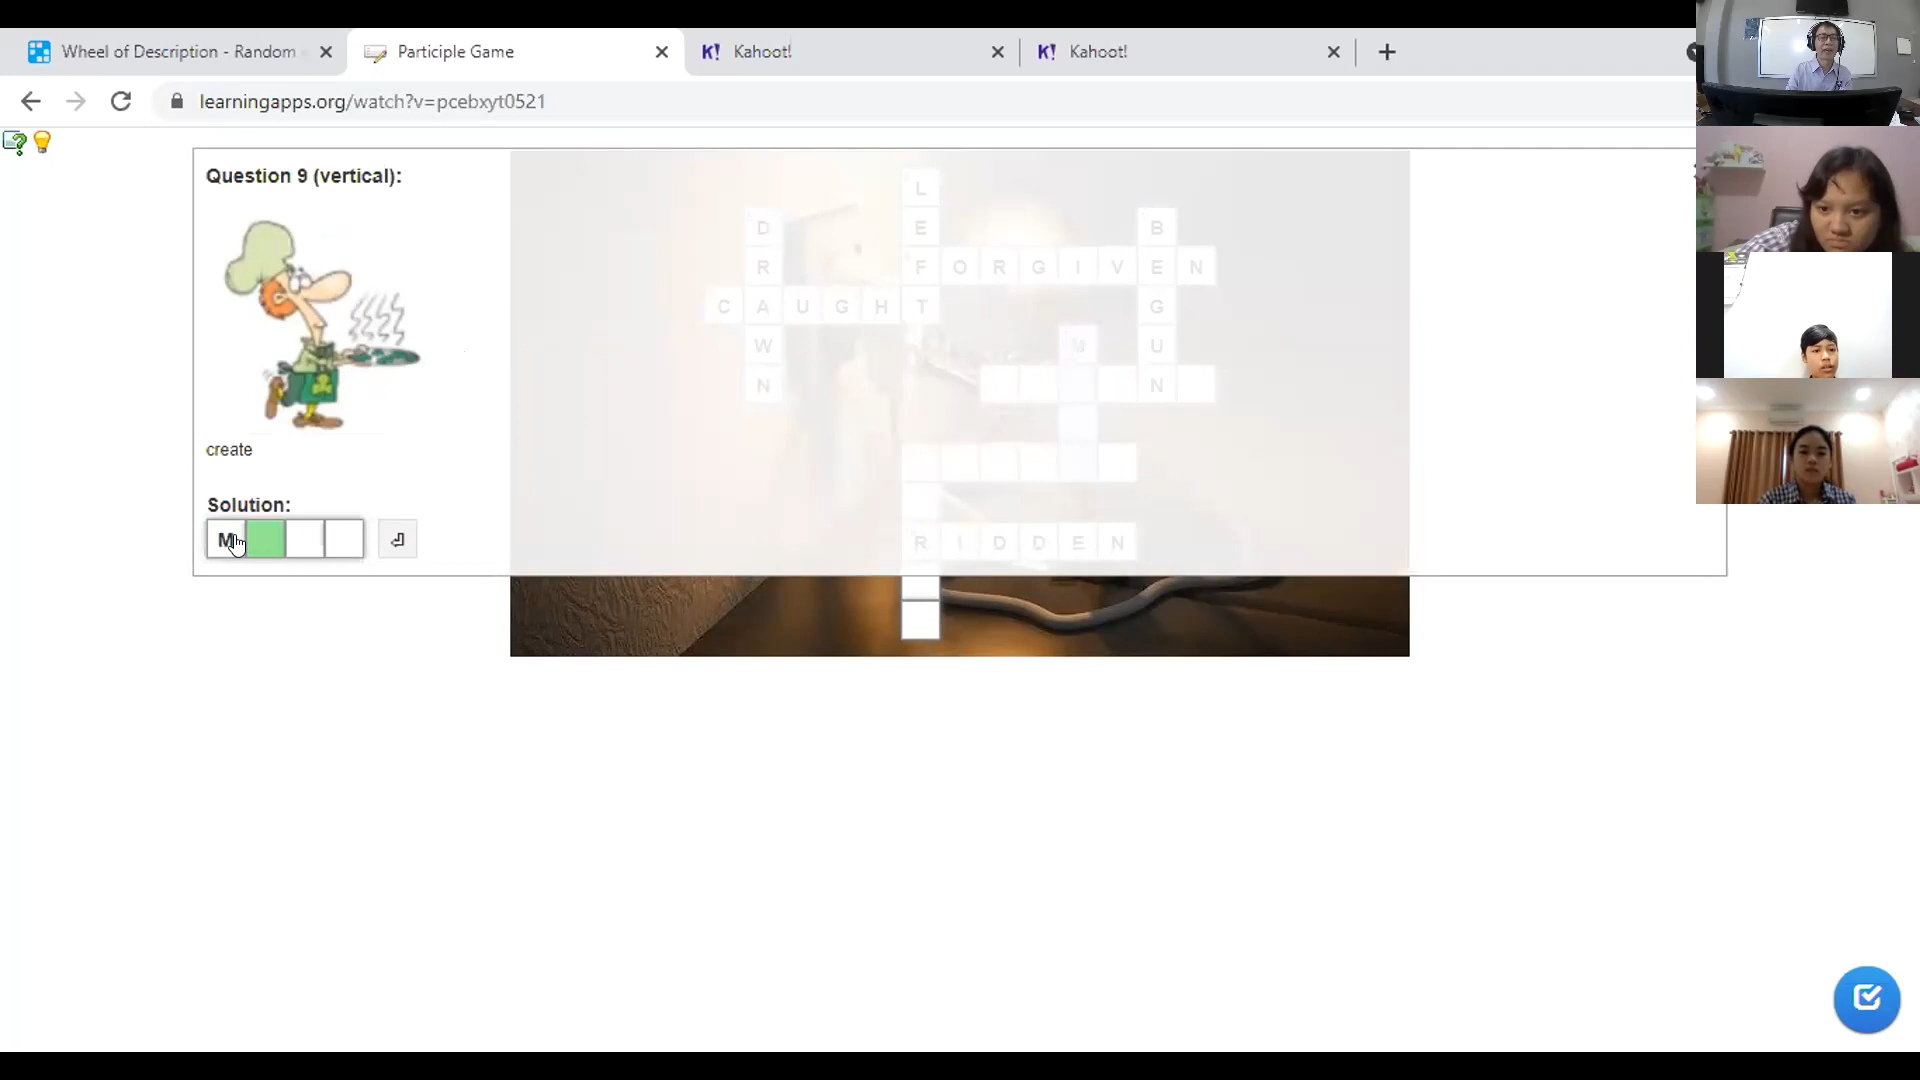 Wheel of Description - Random
Participle Game
Kahoot!
Kahoot!
learningapps.org/watch?v=pcebxyt0521
Question 9 (vertical):
create
Solution:
M
L
D
E
B
R
F O R G I V E N
C A U G H T
G
W
M
U
N
N
R I D D E N